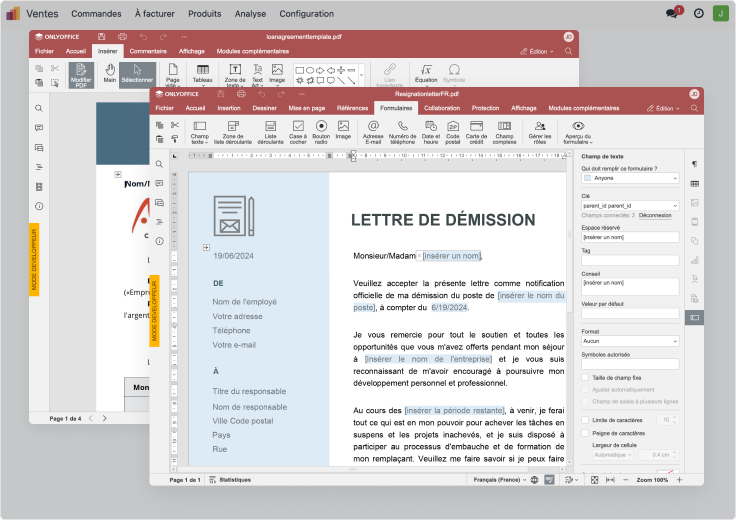 Ventes Commandes À facturer Produits Analyse Configuration 1 J
ONLYOFFICE loanagreementtemplate.pdf JD
Fichier Accueil Insérer Commentaire Affichage Modules complémentaires Édition
Modifier PDF Main Sélectionner Page vide Tableau Zone de texte Text Art Image Lien hypertexte Équation Symbole
Nom/
MODE DEVELOPPEUR
(«Empru
l'argent
Mon
Page 1 de 4
ONLYOFFICE ResignationletterFR.pdf JD
Fichier Accueil Insertion Dessiner Mise en page Références Formulaires Collaboration Protection Affichage Modules complémentaires Édition
Champ texte Zone de liste déroulante Liste déroulante Case à cocher Bouton radio Image Adresse E-mail Numéro de téléphone Date et heure Code postal Carte de crédit Champ complexe Gérer les rôles Aperçu du formulaire
MODE DEVELOPPEUR
19/06/2024
DE
Nom de l'employé
Votre adresse
Téléphone
Votre e-mail
À
Titre du responsable
Nom de responsable
Ville Code postal
Pays
Rue
LETTRE DE DÉMISSION
Monsieur/Madam [insérer un nom],
Veuillez accepter la présente lettre comme notification
officielle de ma démission du poste de [insérer le nom du
poste], à compter du 6/19/2024.
Je vous remercie pour tout le soutien et toutes les
opportunités que vous m'avez offerts pendant mon séjour
à [insérer le nom de l'entreprise] et je vous suis
reconnaissant de m'avoir encouragé à poursuivre mon
développement personnel et professionnel.
Au cours des [insérer la période restante], à venir, je ferai
tout ce qui est en mon pouvoir pour achever les tâches en
suspens et les projets inachevés, et je suis disposé à
participer au processus d'embauche et de formation de
mon remplaçant. Veuillez me faire savoir si je peux faire
Champ de texte
Qui doit remplir ce formulaire ?
Anyone
Clé
parent_id parent_id
Champs connectés: 2 Déconnexion
Espace réservé
[insérer un nom]
Tag
Conseil
[insérer un nom]
Valeur par défaut
Format
Aucun
Symboles autorisés
Taille de champ fixe
Ajuster automatiquement
Champ de saisie à plusieurs lignes
Limite de caractères 10
Peigne de caractères
Largeur de cellule
Automatique 0.4 cm
Page 1 de 1 Statistiques Français (France) Zoom 100%